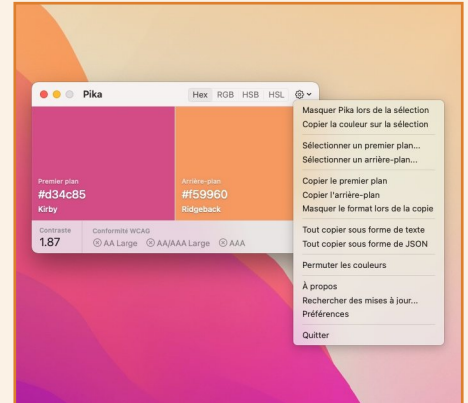 Pika
Hex RGB HSB HSL
Premier plan
#d34c85
Kirby
Arrière-plan
#f59960
Ridgeback
Contraste
1.87
Conformits WCAG
AA Large AA/AAA Large AAA
Masquer Pika lors de la sélection
Copier la couleur sur la sélection
Sélectionner un premier plan...
Sélectionner un arrière-plan...
Copier le premier plan
Copier l'arrière-plan
Masquer le format lors de la copie
Tout copier sous forme de texte
Tout copier sous forme de JSON
Permuter les couleurs
À propos
Rechercher des mises à jour...
Préférences
Quitter